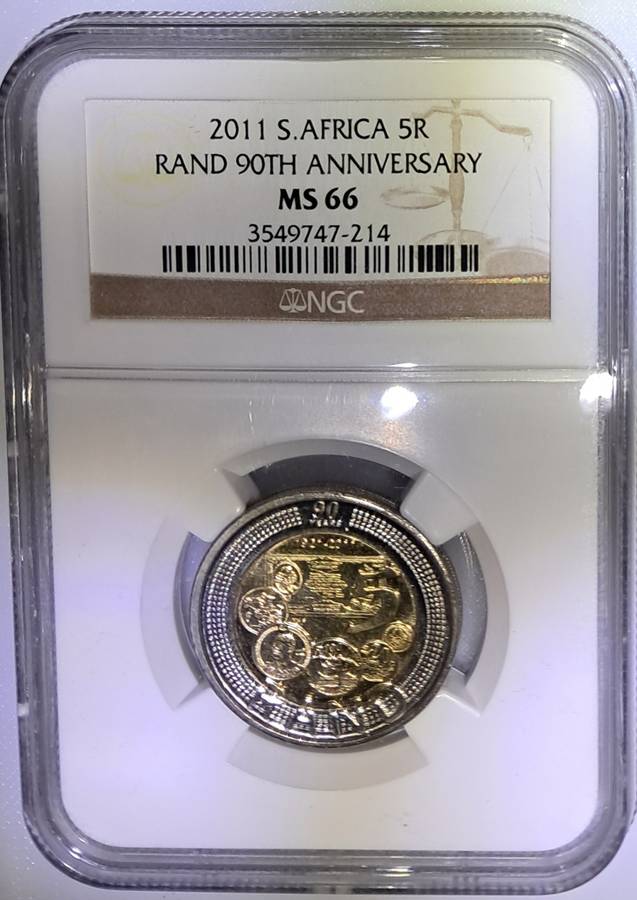 2011 S.AFRICA 5R
RAND 90TH ANNIVERSARY
MS 66
3549747-214
NGC
90